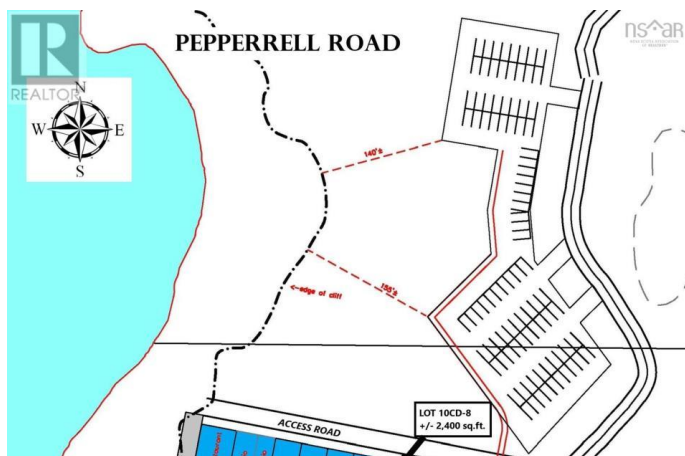 PEPPERRELL ROAD
REALTOR
N
W E
S
140'±
155'±
edge of cliff
LOT 10CD-8
+/- 2,400 sq.ft.
ACCESS ROAD